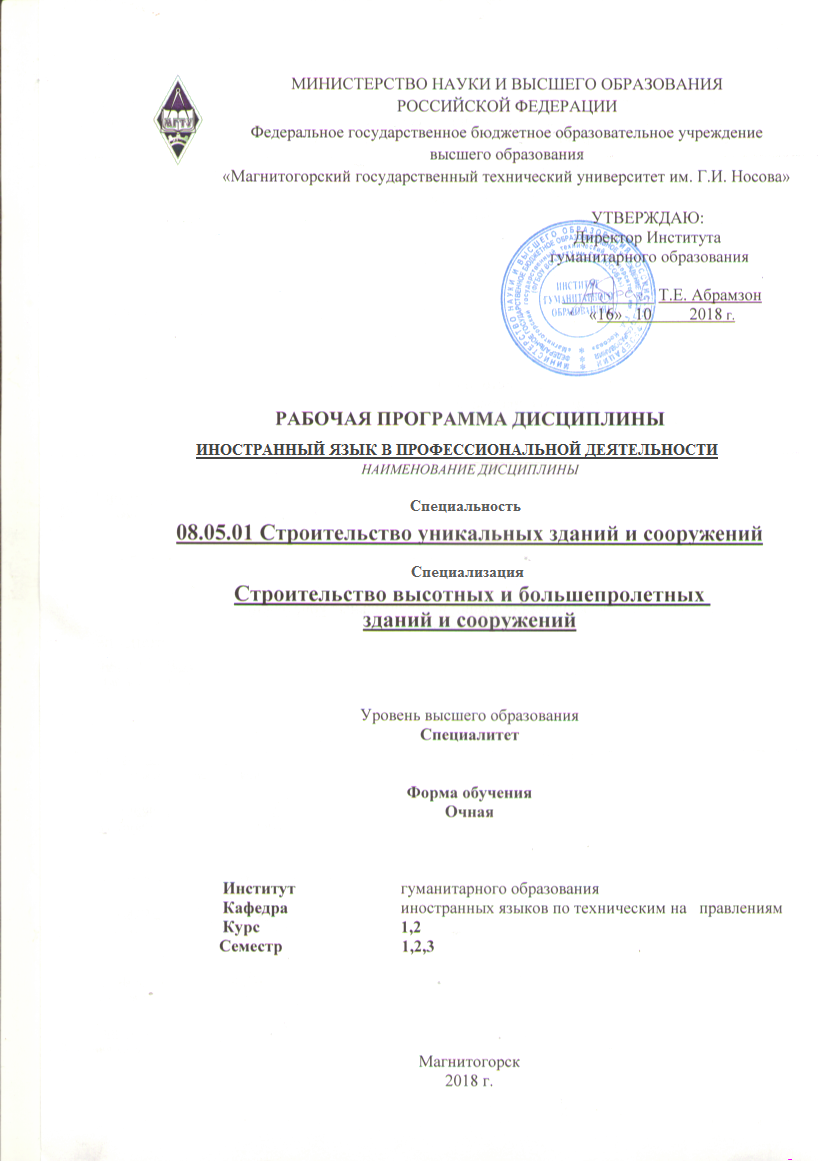 МГТУ
МИНИСТЕРСТВО НАУКИ И ВЫСШЕГО ОБРАЗОВАНИЯ
РОССИЙСКОЙ ФЕДЕРАЦИИ
Федеральное государственное бюджетное образовательное учреждение
высшего образования
«Магнитогорский государственный технический университет им. Г.И. Носова»
УТВЕРЖДАЮ:
Директор Института
гуманитарного образования
ИНСТИТУТ
ГУМАНИТАРНОГО
ОБРАЗОВАНИЯ
Т.Е. Абрамзон
«16» 10 2018 г.
РАБОЧАЯ ПРОГРАММА ДИСЦИПЛИНЫ
ИНОСТРАННЫЙ ЯЗЫК В ПРОФЕССИОНАЛЬНОЙ ДЕЯТЕЛЬНОСТИ
НАИМЕНОВАНИЕ ДИСЦИПЛИНЫ
Специальность
08.05.01 Строительство уникальных зданий и сооружений
Специализация
Строительство высотных и большепролетных
зданий и сооружений
Уровень высшего образования
Специалитет
Форма обучения
Очная
Институт гуманитарного образования
Кафедра иностранных языков по техническим на правлениям
Курс 1,2
Семестр 1,2,3
Магнитогорск
2018 г.